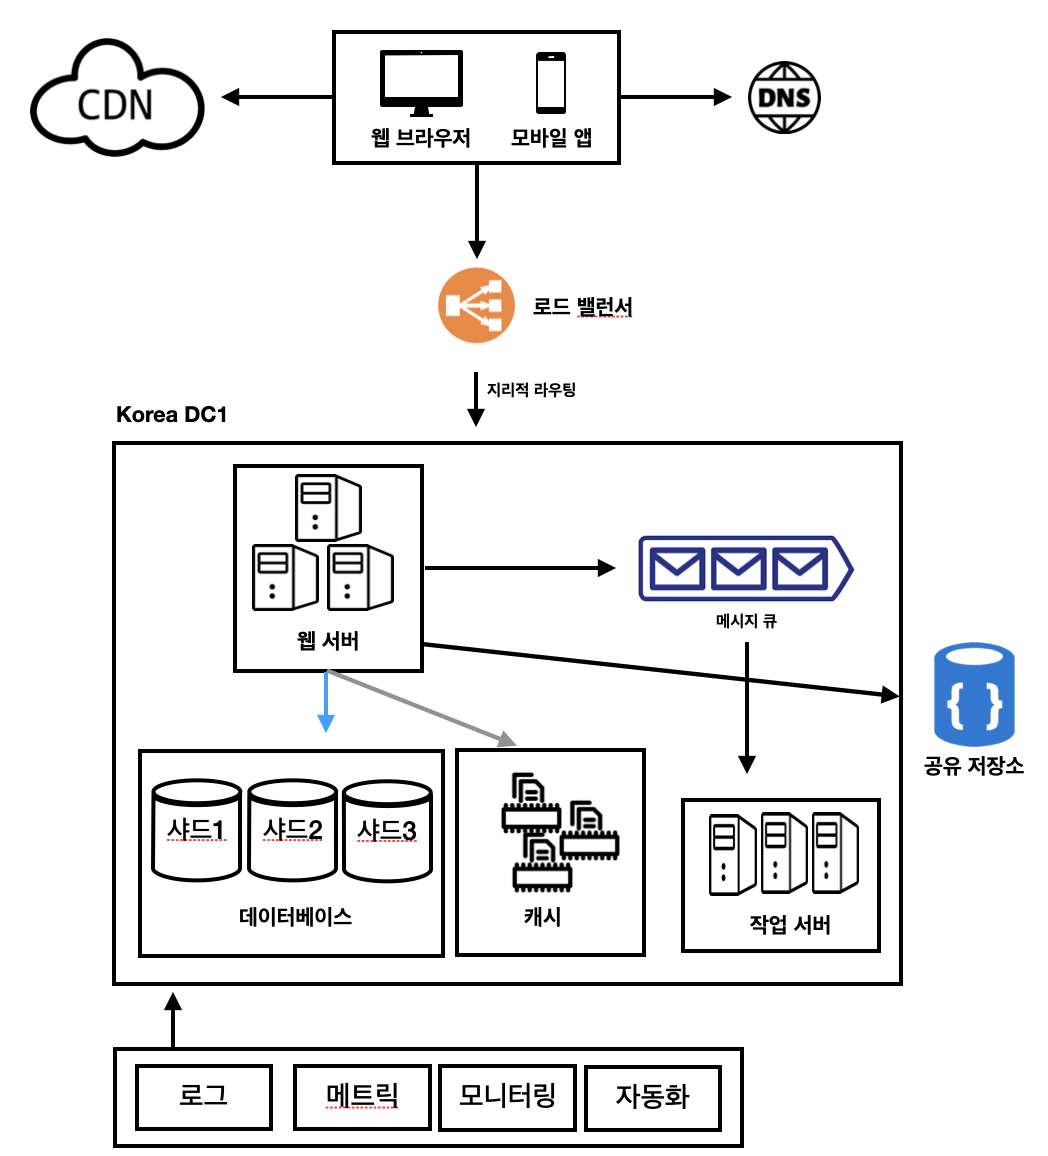 CDN
웹 브라우저
모바일 앱
DNS
로드 밸런서
지리적 라우팅
Korea DC1
웹 서버
메시지 큐
공유 저장소
샤드1
샤드2
샤드3
데이터베이스
캐시
작업 서버
로그
메트릭
모니터링
자동화